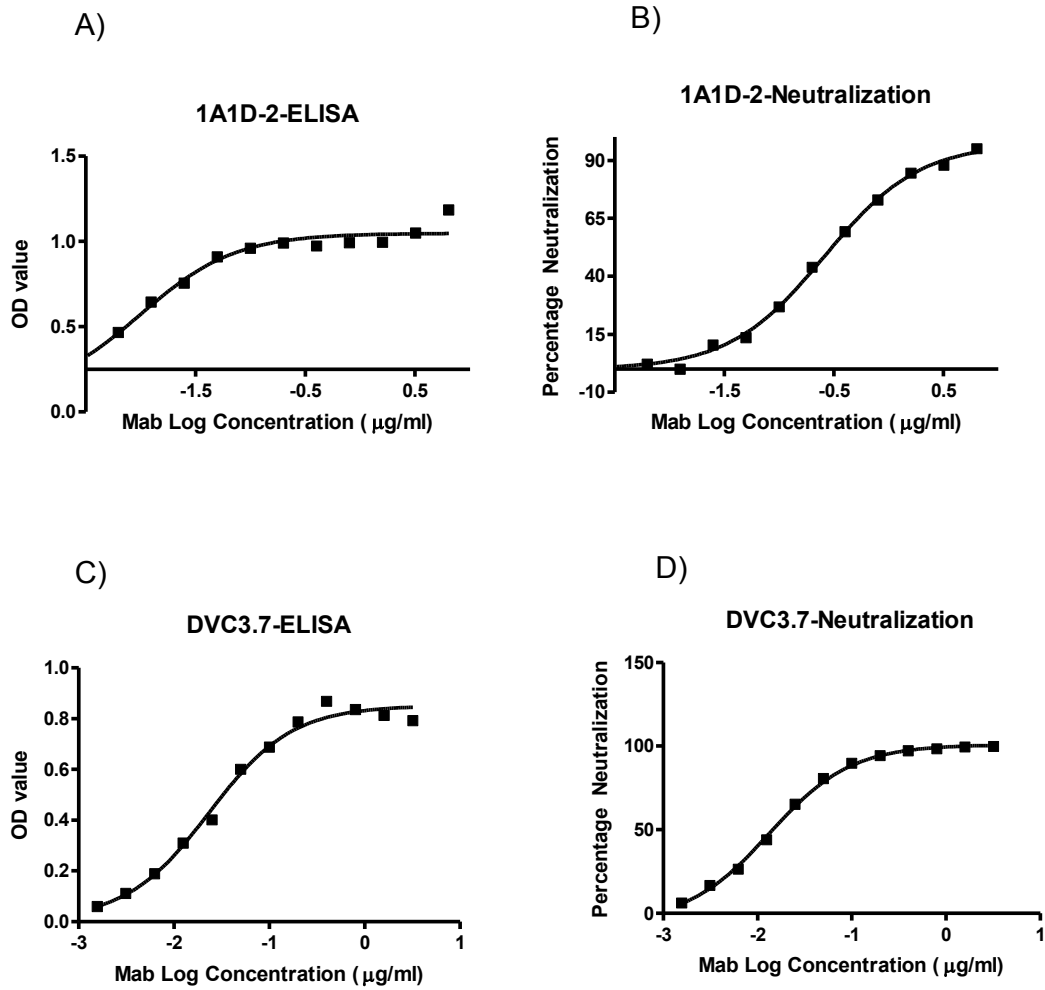 A)
1A1D-2-ELISA
OD value
1.5
1.0
0.5
0.0
-1.5 -0.5 0.5
Mab Log Concentration ( μg/ml)
B)
1A1D-2-Neutralization
Percentage Neutralization
90
65
40
15
-10
-1.5 -0.5 0.5
Mab Log Concentration ( μg/ml)
C)
DVC3.7-ELISA
OD value
1.0
0.8
0.6
0.4
0.2
0.0
-3 -2 -1 0 1
Mab Log Concentration ( μg/ml)
D)
DVC3.7-Neutralization
Percentage Neutralization
150
100
50
0
-3 -2 -1 0 1
Mab Log Concentration ( μg/ml)